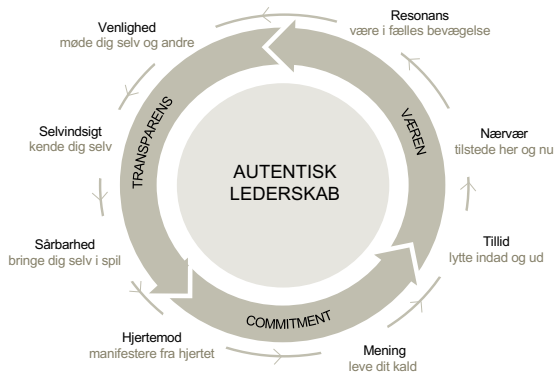 AUTENTISK
LEDERSKAB
TRANSPARENS
VÆREN
COMMITMENT
Venlighed
møde dig selv og andre
Selvindsigt
kende dig selv
Sårbarhed
bringe dig selv i spil
Hjertemod
manifestere fra hjertet
Mening
leve dit kald
Tillid
lytte indad og ud
Nærvær
tilstede her og nu
Resonans
være i fælles bevægelse